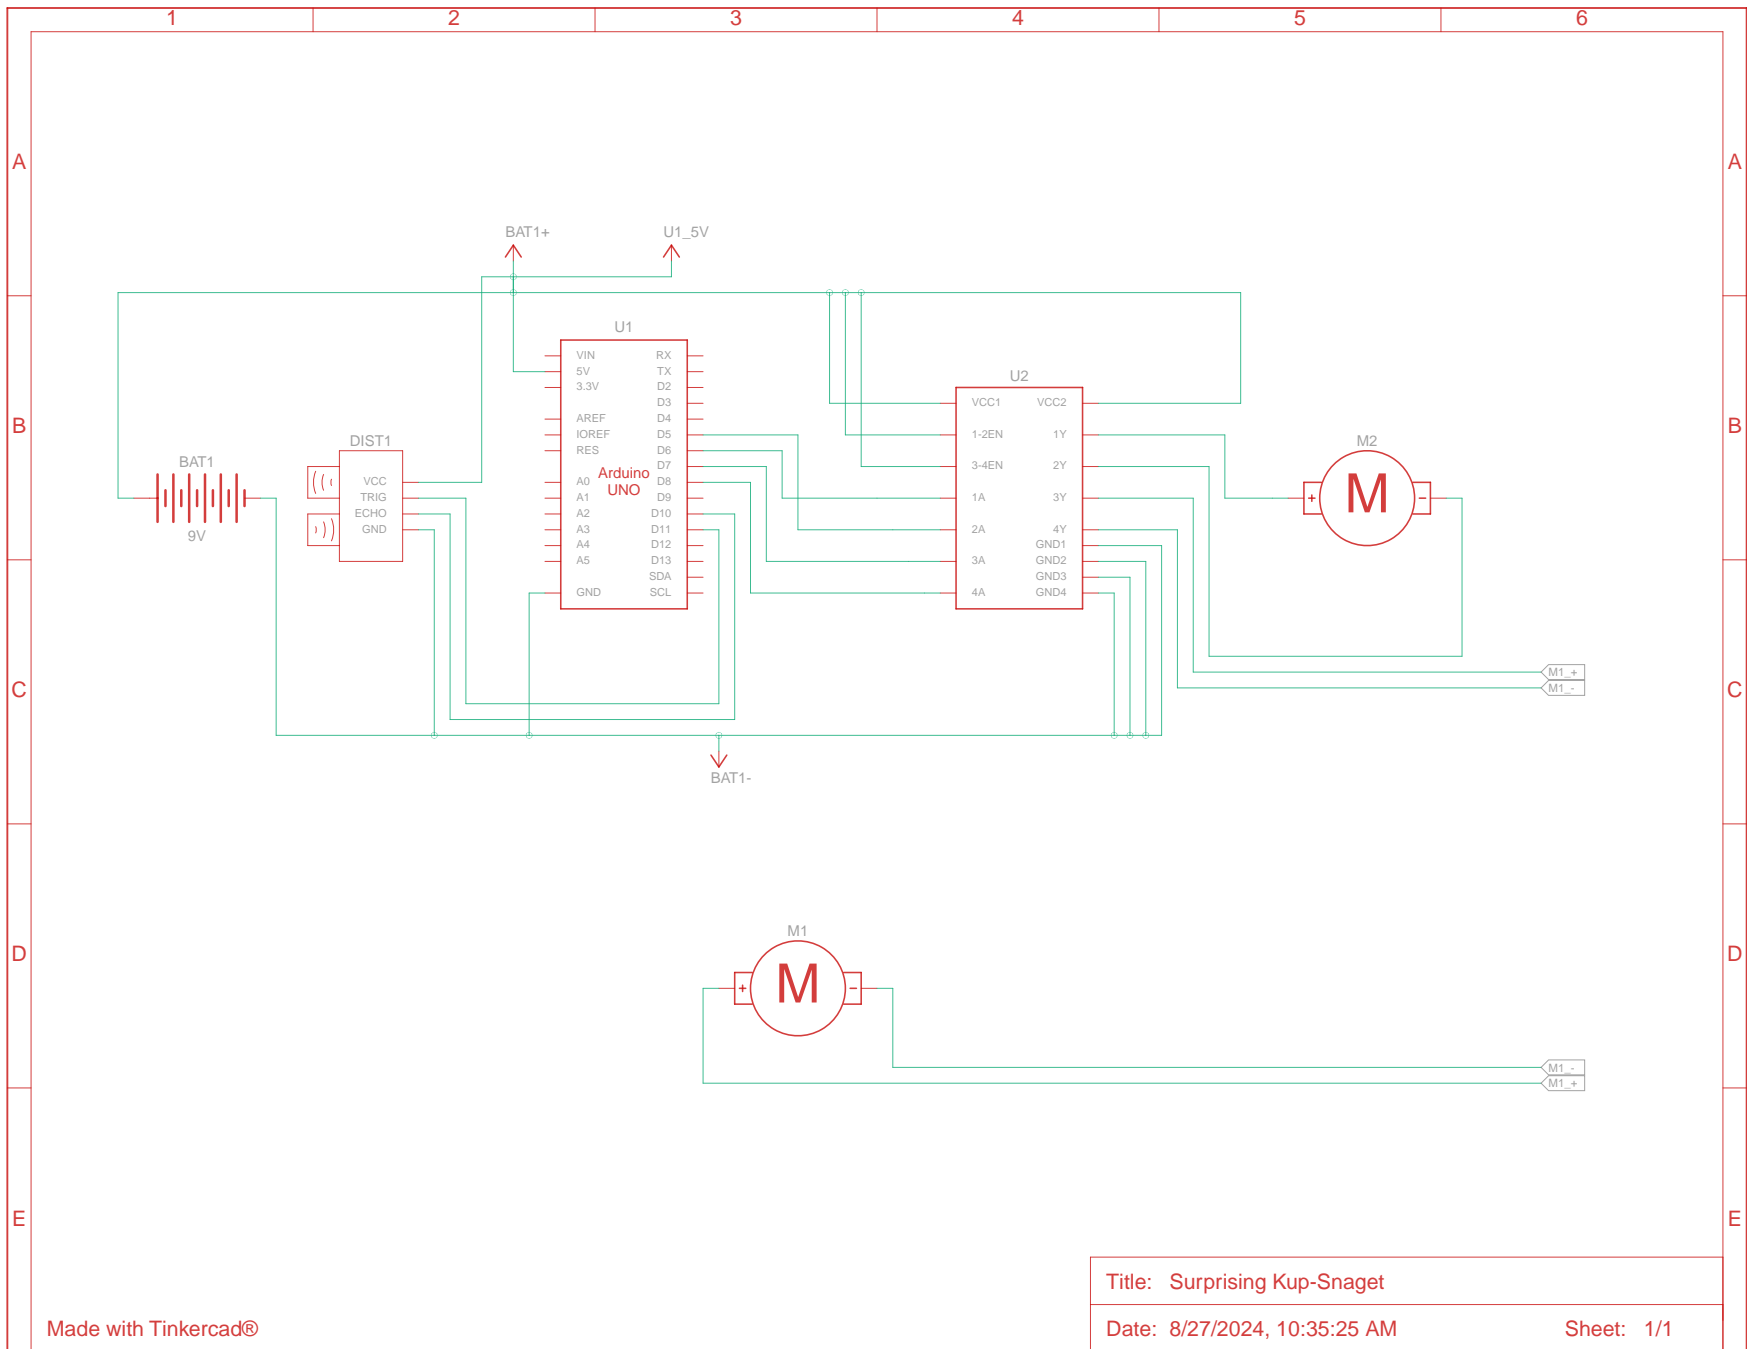 1 2 3 4 5 6
A A
BAT1+ U1_5V
U1
VIN RX
5V TX
3.3V D2
D3
AREF D4
IOREF D5
RES D6
D7
A0 D8
A1 D9
A2 D10
A3 D11
A4 D12
A5 D13
SDA
GND SCL
Arduino
UNO
U2
VCC1 VCC2
1-2EN 1Y
3-4EN 2Y
1A 3Y
2A 4Y
GND1
3A GND2
GND3
4A GND4
B B
DIST1
VCC
TRIG
ECHO
GND
BAT1
9V
M2
+ M -
M1_+
M1_-
C C
BAT1-
M1
+ M -
D D
M1_-
M1_+
E E
Title: Surprising Kup-Snaget
Made with Tinkercad®
Date: 8/27/2024, 10:35:25 AM Sheet: 1/1